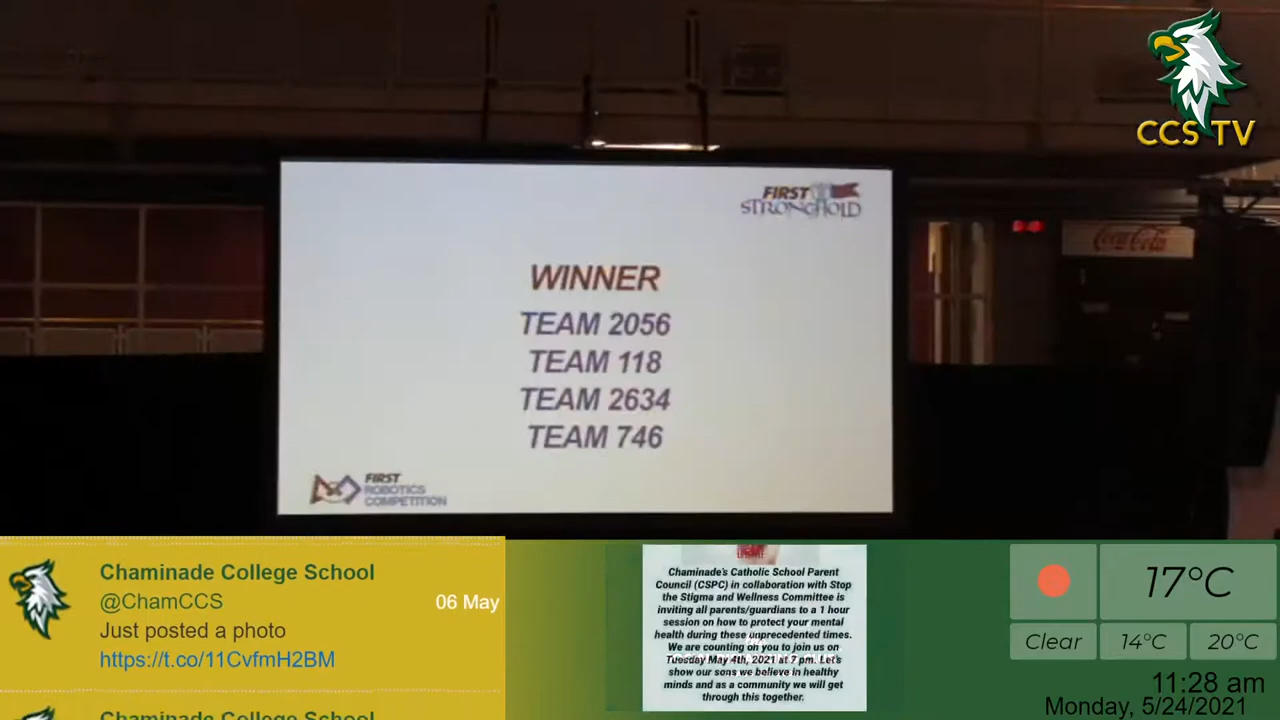 CCS TV
FIRST
STRONGHOLD
WINNER
TEAM 2056
TEAM 118
TEAM 2634
TEAM 746
FIRST
ROBOTICS
COMPETITION
Coca-Cola
Chaminade College School
@ChamCCS
06 May
Just posted a photo
https://t.co/11CvfmH2BM
Chaminade College School
Chaminade's Catholic School Parent
Council (CSPC) in collaboration with Stop
the Stigma and Wellness Committee is
inviting all parents/guardians to a 1 hour
session on how to protect your mental
health during these unprecedented times.
We are counting on you to join us on
Tuesday May 4th, 2021 at 7 pm. Let's
show our sons we believe in healthy
minds and as a community we will get
through this together.
17°C
Clear
14°C
20°C
11:28 am
Monday, 5/24/2021